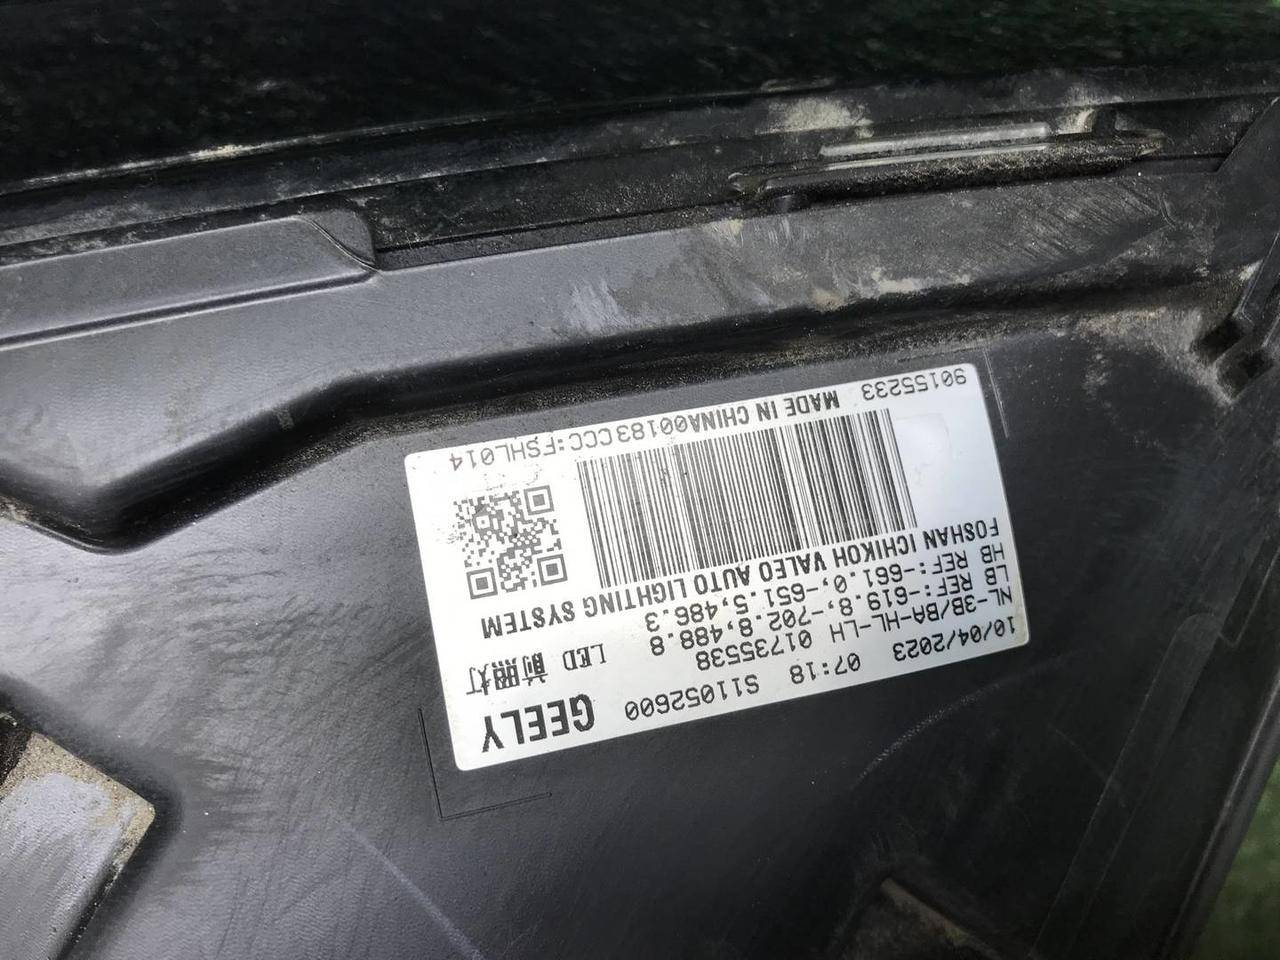 10/04/2023 07:18 S11052600 GEELY
NL-3B/BA-HL-LH 01735538 LED 前照灯
LB REF:-619.8,-702.8,488.8
HB REF:-661.0,-651.5,486.3
FOSHAN ICHIKOH VALEO AUTO LIGHTING SYSTEM
90155233 MADE IN CHINA00183CCC:FSHL014